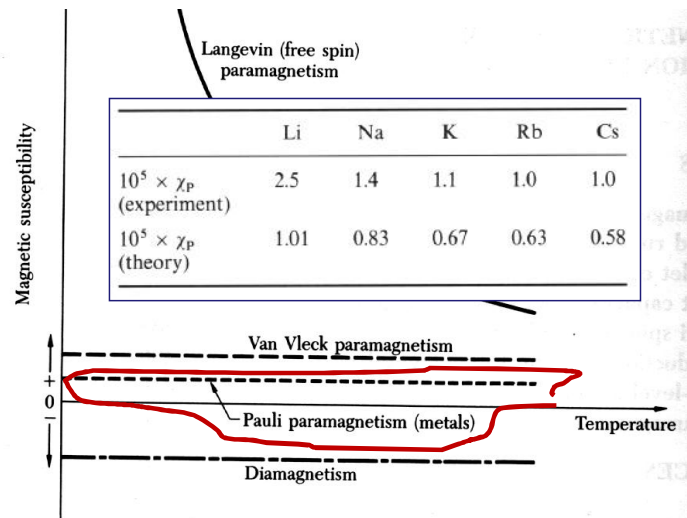 Langevin (free spin)
paramagnetism
Li Na K Rb Cs
10⁵ × χP 2.5 1.4 1.1 1.0 1.0
(experiment)
10⁵ × χP 1.01 0.83 0.67 0.63 0.58
(theory)
Magnetic susceptibility
Van Vleck paramagnetism
+
0
−
Pauli paramagnetism (metals)
Temperature
Diamagnetism